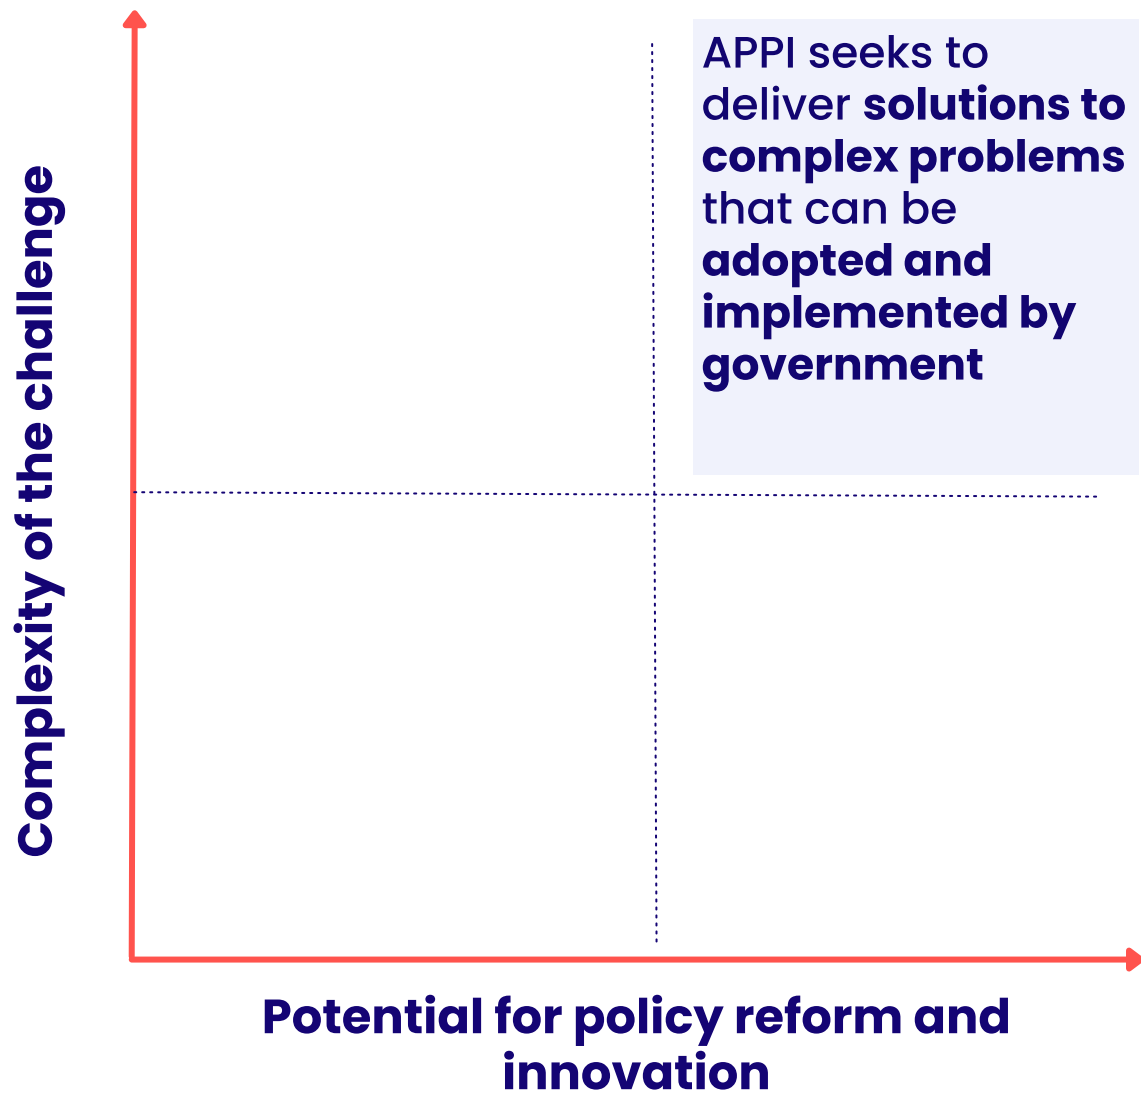 APPI seeks to
deliver solutions to
complex problems
that can be
adopted and
implemented by
government
Complexity of the challenge
Potential for policy reform and
innovation